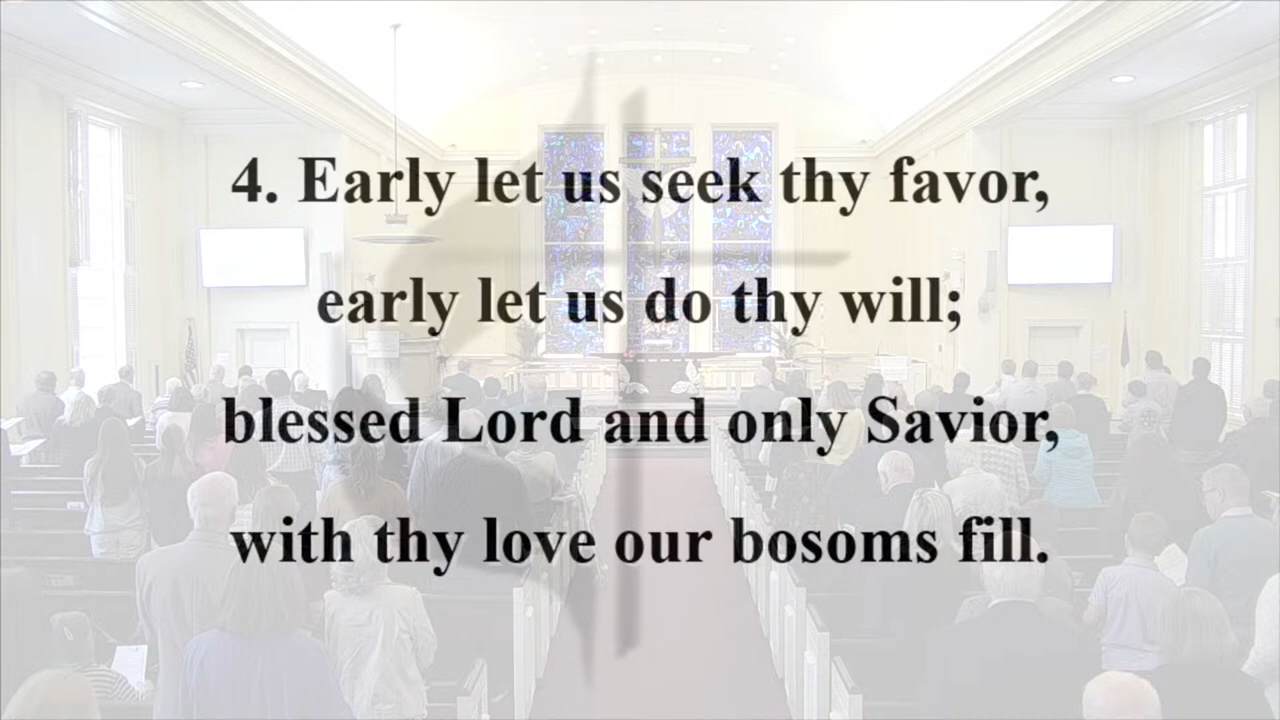 4. Early let us seek thy favor,
early let us do thy will;
blessed Lord and only Savior,
with thy love our bosoms fill.